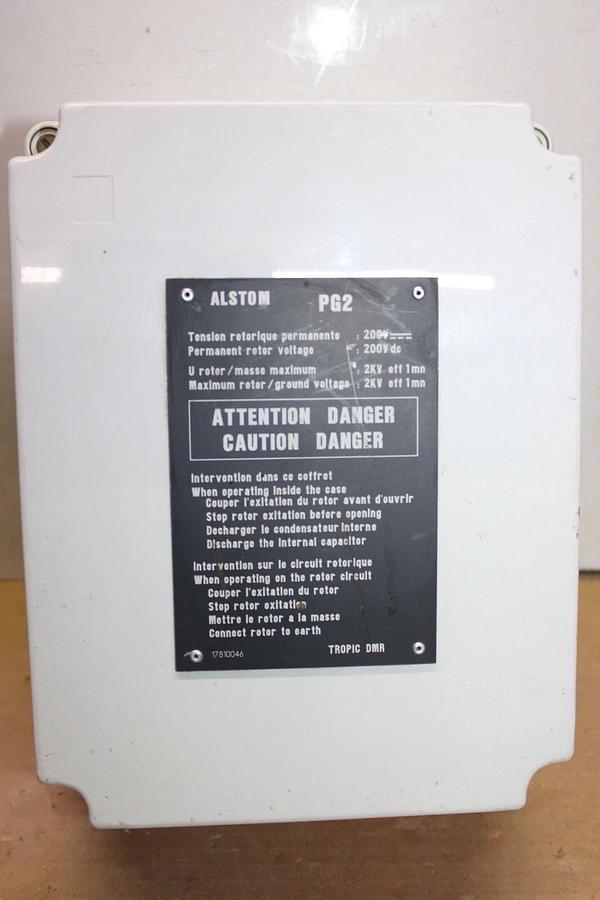 ALSTOM PG2
Tension rotorique permanente : 200V
Permanent rotor voltage : 200V dc
U rotor/masse maximum : 2KV eff 1mn
Maximum rotor/ground voltage : 2KV eff 1mn
ATTENTION DANGER
CAUTION DANGER
Intervention dans ce coffret
When operating inside the case
Couper l'exitation du rotor avant d'ouvrir
Stop rotor exitation before opening
Decharger le condensateur interne
Discharge the internal capacitor
Intervention sur le circuit rotorique
When operating on the rotor circuit
Couper l'exitation du rotor
Stop rotor exitation
Mettre le rotor a la masse
Connect rotor to earth
17810046 TROPIC DMR